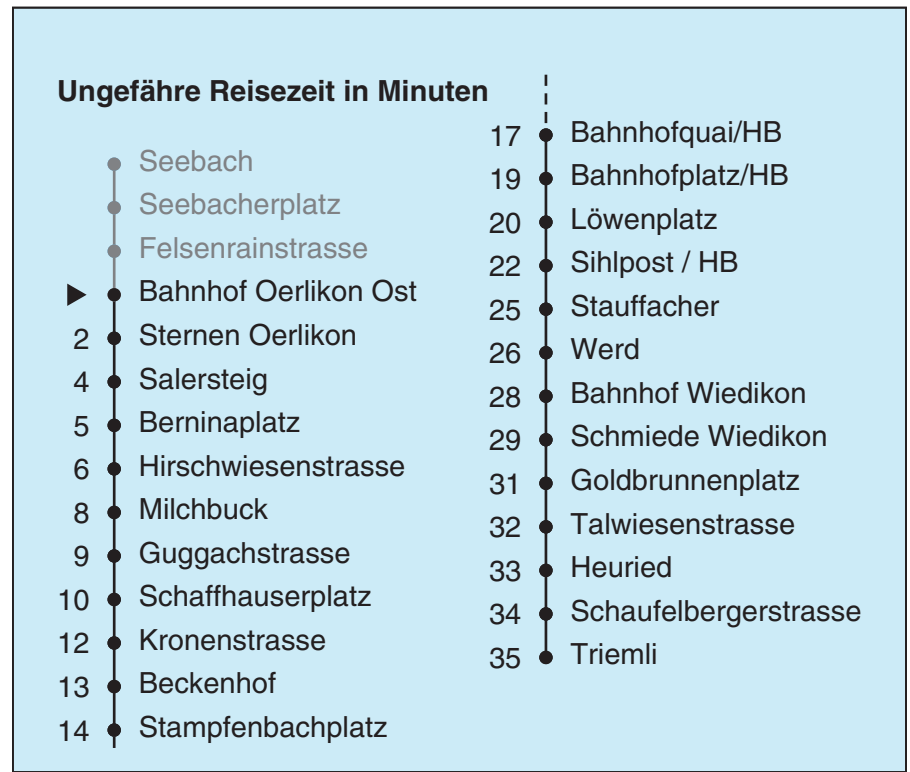 Ungefähre Reisezeit in Minuten
Seebach
Seebacherplatz
Felsenrainstrasse
Bahnhof Oerlikon Ost
2 Sternen Oerlikon
4 Salersteig
5 Berninaplatz
6 Hirschwiesenstrasse
8 Milchbuck
9 Guggachstrasse
10 Schaffhauserplatz
12 Kronenstrasse
13 Beckenhof
14 Stampfenbachplatz
17 Bahnhofquai/HB
19 Bahnhofplatz/HB
20 Löwenplatz
22 Sihlpost / HB
25 Stauffacher
26 Werd
28 Bahnhof Wiedikon
29 Schmiede Wiedikon
31 Goldbrunnenplatz
32 Talwiesenstrasse
33 Heuried
34 Schaufelbergerstrasse
35 Triemli